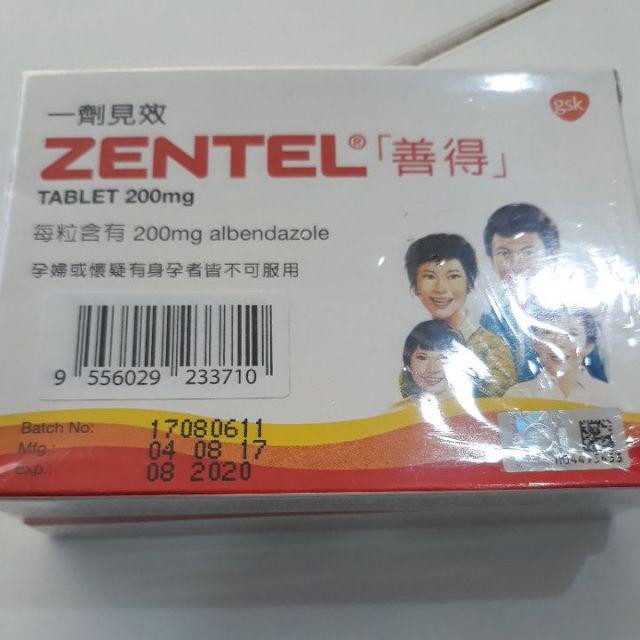 一劑見效
gsk
ZENTEL®「善得」
TABLET 200mg
每粒含有 200mg albendazole
孕婦或懷疑有身孕者皆不可服用
9 556029 233710
Batch No: 17080611
Mfg.: 04 08 17
Exp.: 08 2020